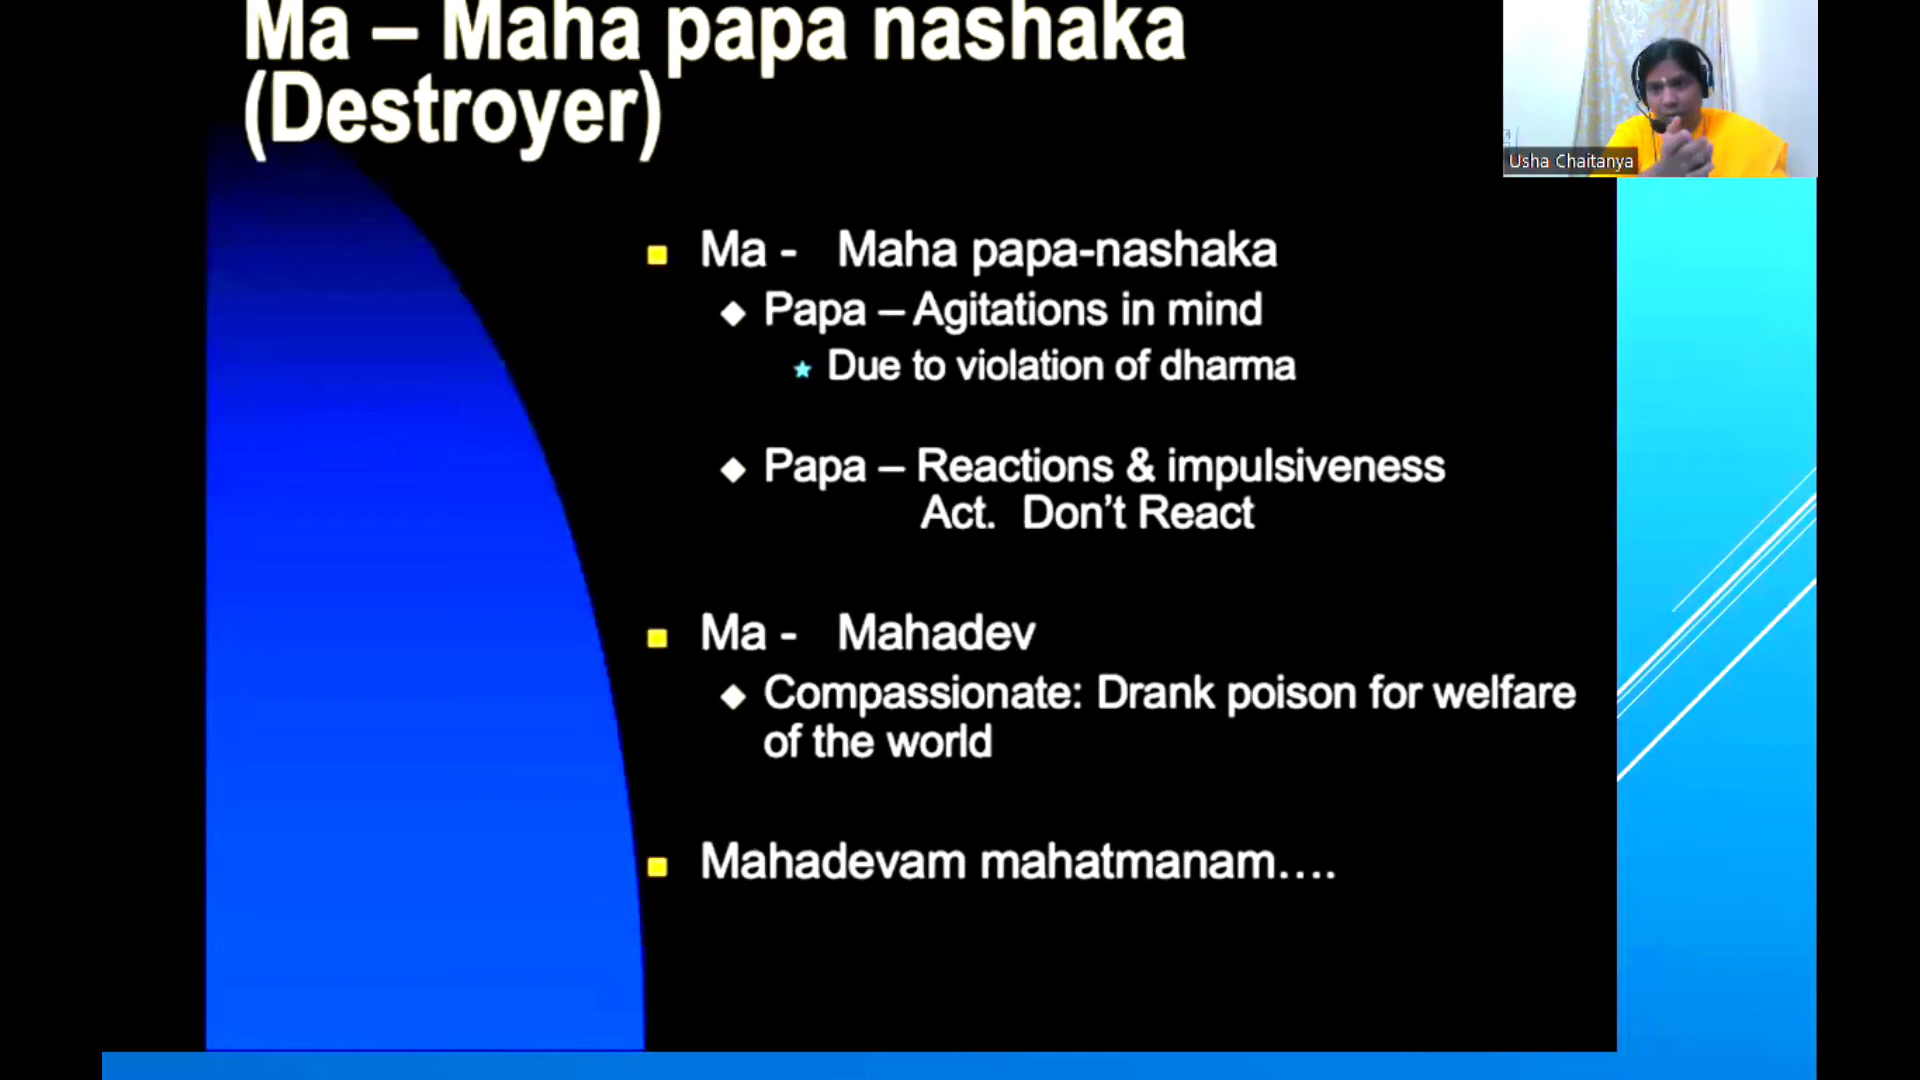 Ma – Maha papa nashaka
(Destroyer)
Usha Chaitanya
Ma - Maha papa-nashaka
Papa – Agitations in mind
Due to violation of dharma
Papa – Reactions & impulsiveness
Act. Don’t React
Ma - Mahadev
Compassionate: Drank poison for welfare
of the world
Mahadevam mahatmanam....